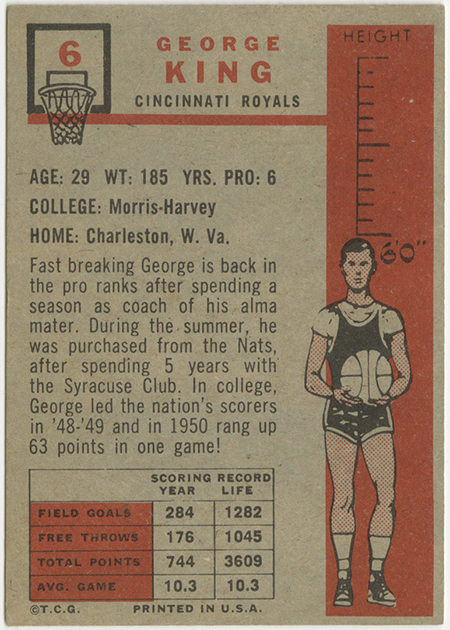 6
GEORGE
KING
CINCINNATI ROYALS
HEIGHT
6'0"
AGE: 29 WT: 185 YRS. PRO: 6
COLLEGE: Morris-Harvey
HOME: Charleston, W. Va.
Fast breaking George is back in
the pro ranks after spending a
season as coach of his alma
mater. During the summer, he
was purchased from the Nats,
after spending 5 years with
the Syracuse Club. In college,
George led the nation's scorers
in '48-'49 and in 1950 rang up
63 points in one game!
SCORING RECORD
YEAR LIFE
FIELD GOALS 284 1282
FREE THROWS 176 1045
TOTAL POINTS 744 3609
AVG. GAME 10.3 10.3
©T.C.G. PRINTED IN U.S.A.